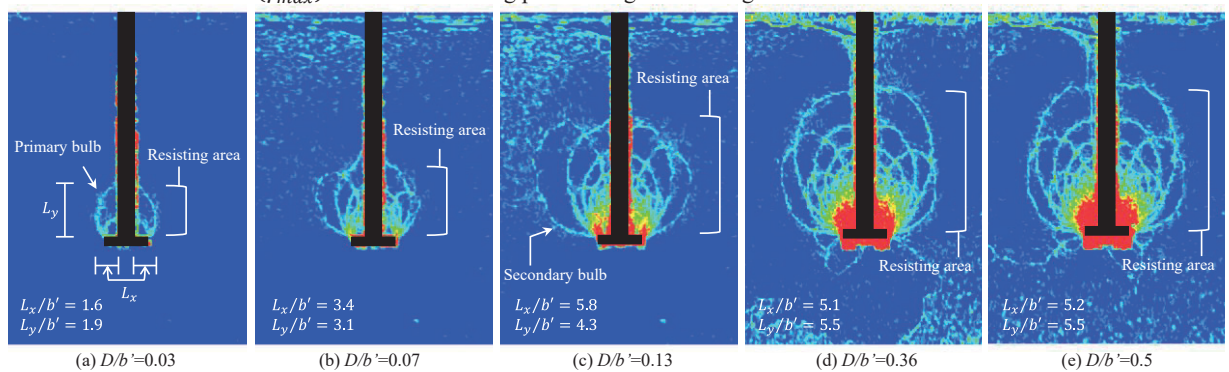 Primary bulb
Resisting area
L_y
L_x
L_x/b′ = 1.6
L_y/b′ = 1.9
(a) D/b'=0.03
Resisting area
L_x/b′ = 3.4
L_y/b′ = 3.1
(b) D/b'=0.07
Resisting area
Secondary bulb
L_x/b′ = 5.8
L_y/b′ = 4.3
(c) D/b'=0.13
Resisting area
L_x/b′ = 5.1
L_y/b′ = 5.5
(d) D/b'=0.36
Resisting area
L_x/b′ = 5.2
L_y/b′ = 5.5
(e) D/b'=0.5